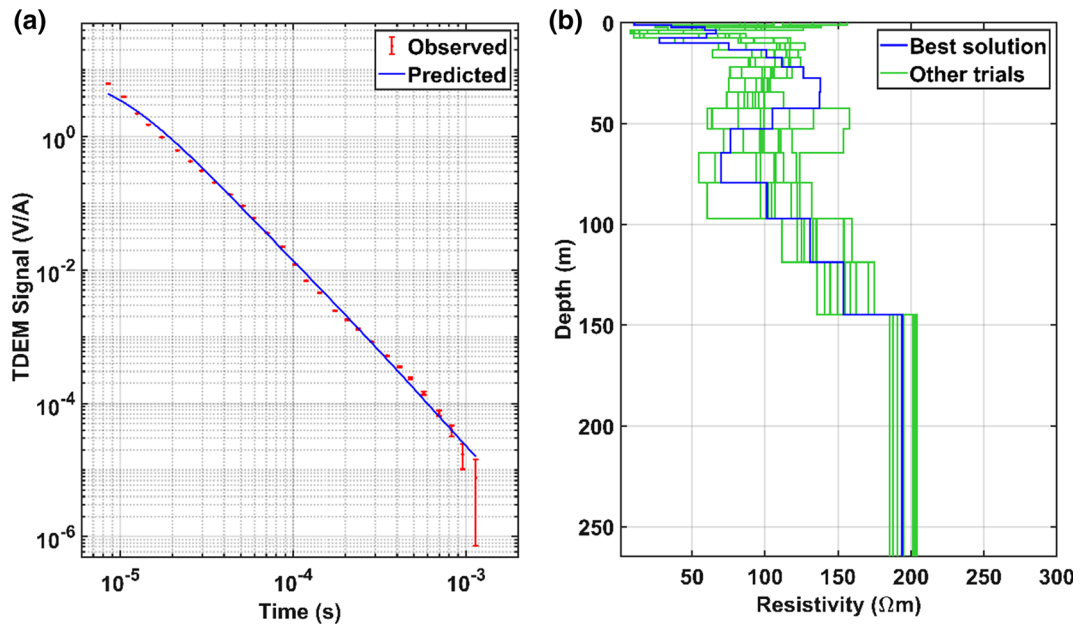 (a)
Observed
Predicted
10^0
10^-2
10^-4
10^-6
TDEM Signal (V/A)
10^-5
10^-4
10^-3
Time (s)
(b)
Best solution
Other trials
0
50
100
150
200
250
Depth (m)
50
100
150
200
250
300
Resistivity (Ωm)